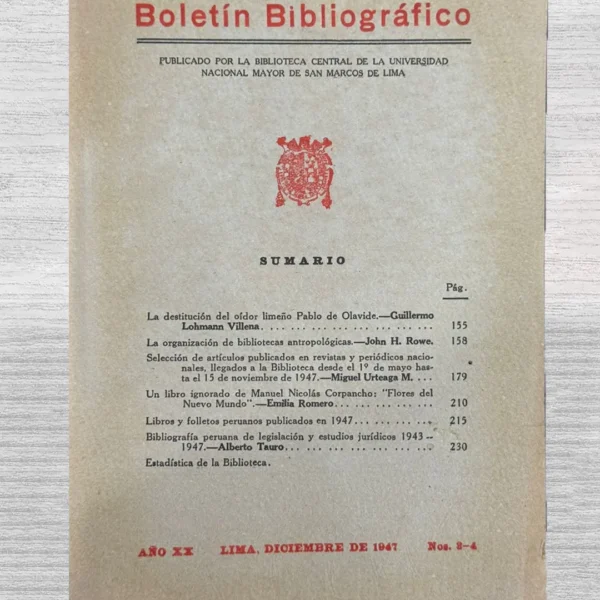 Boletín Bibliográfico
PUBLICADO POR LA BIBLIOTECA CENTRAL DE LA UNIVERSIDAD
NACIONAL MAYOR DE SAN MARCOS DE LIMA
SUMARIO
Pág.
La destitución del oídor limeño Pablo de Olavide.—Guillermo
Lohmann Villena. ... ... ... ... ... ... ... ... ... ... 155
La organización de bibliotecas antropológicas.—John H. Rowe. 158
Selección de artículos publicados en revistas y periódicos nacio-
nales, llegados a la Biblioteca desde el 1º de mayo has-
ta el 15 de noviembre de 1947.—Miguel Urteaga M. ... 179
Un libro ignorado de Manuel Nicolás Corpancho: "Flores del
Nuevo Mundo".—Emilia Romero... ... ... ... ... ... 210
Libros y folletos peruanos publicados en 1947... ... ... ... 215
Bibliografía peruana de legislación y estudios jurídicos 1943 –
1947.—Alberto Tauro... ... ... ... ... ... ... ... ... 230
Estadística de la Biblioteca.
AÑO XX LIMA, DICIEMBRE DE 1947 Nos. 3-4